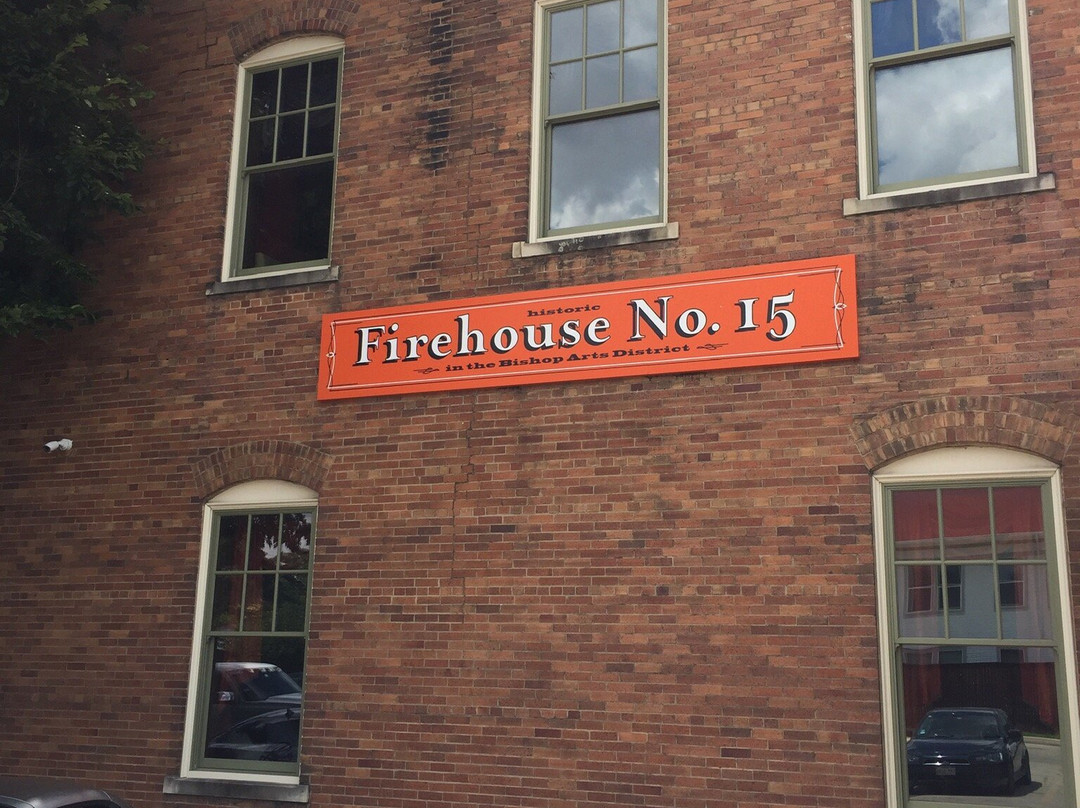 historic
Firehouse No. 15
in the Bishop Arts District